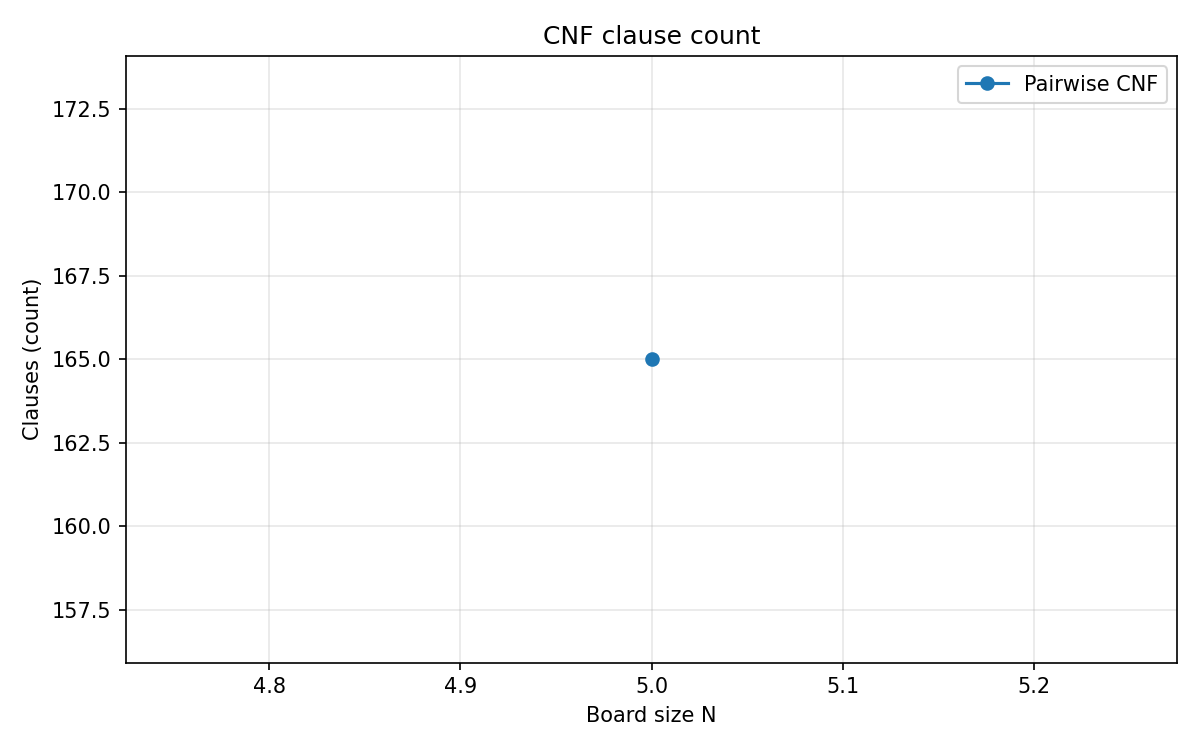 CNF clause count
Pairwise CNF
Clauses (count)
172.5
170.0
167.5
165.0
162.5
160.0
157.5
4.8 4.9 5.0 5.1 5.2
Board size N